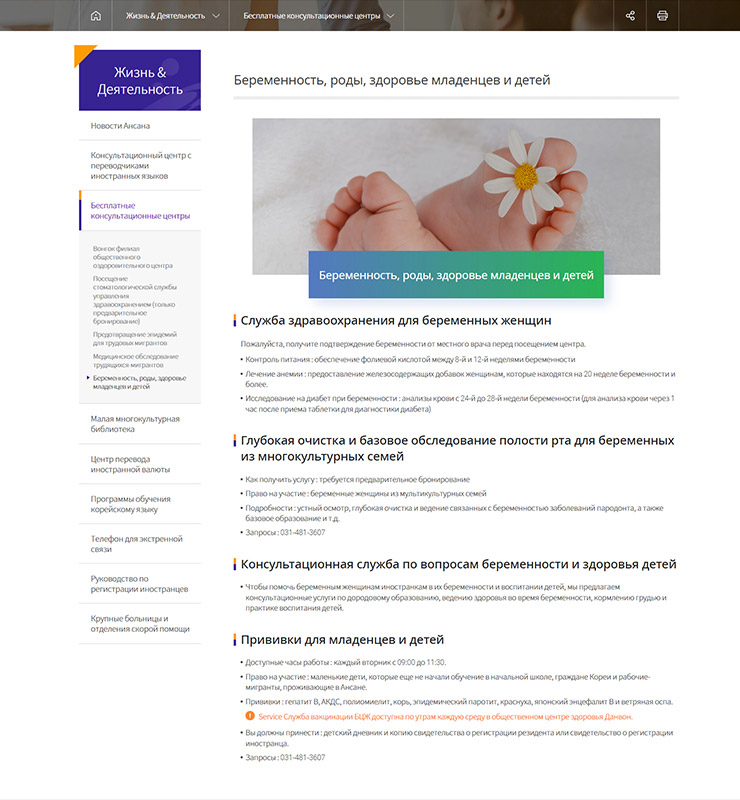 Жизнь & Деятельность
Бесплатные консультационные центры
Жизнь &
Деятельность
Новости Ансана
Консультационный центр с
переводчиками
иностранных языков
Бесплатные
консультационные центры
Вонгок филиал
общественного
оздоровительного центра
Посещение
стоматологической службы
управления
здравоохранением (только
предварительное
бронирование)
Предотвращение эпидемий
для трудовых мигрантов
Медицинское обследование
трудящихся мигрантов
Беременность, роды, здоровье
младенцев и детей
Малая многокультурная
библиотека
Центр перевода
иностранной валюты
Программы обучения
корейскому языку
Телефон для экстренной
связи
Руководство по
регистрации иностранцев
Крупные больницы и
отделения скорой помощи
Беременность, роды, здоровье младенцев и детей
Беременность, роды, здоровье младенцев и детей
Служба здравоохранения для беременных женщин
Пожалуйста, получите подтверждение беременности от местного врача перед посещением центра.
• Контроль питания : обеспечение фолиевой кислотой между 8-й и 12-й неделями беременности
• Лечение анемии : предоставление железосодержащих добавок женщинам, которые находятся на 20 неделе беременности и
более.
• Исследование на диабет при беременности : анализы крови с 24-й до 28-й недели беременности (для анализа крови через 1
час после приема таблетки для диагностики диабета)
Глубокая очистка и базовое обследование полости рта для беременных
из многокультурных семей
• Как получить услугу : требуется предварительное бронирование
• Право на участие : беременные женщины из мультикультурных семей
• Подробности : устный осмотр, глубокая очистка и ведение связанных с беременностью заболеваний пародонта, а также
базовое образование и т.д.
• Запросы : 031-481-3607
Консультационная служба по вопросам беременности и здоровья детей
• Чтобы помочь беременным женщинам иностранкам в их беременности и воспитании детей, мы предлагаем
консультационные услуги по дородовому образованию, ведению здоровья во время беременности, кормлению грудью и
практике воспитания детей.
Прививки для младенцев и детей
• Доступные часы работы : каждый вторник с 09:00 до 11:30.
• Право на участие : маленькие дети, которые еще не начали обучение в начальной школе, граждане Кореи и рабочие-
мигранты, проживающие в Ансане.
• Прививки : гепатит В, АКДС, полиомиелит, корь, эпидемический паротит, краснуха, японский энцефалит В и ветряная оспа.
Service Служба вакцинации БЦЖ доступна по утрам каждую среду в общественном центре здоровья Данвон.
• Вы должны принести : детский дневник и копию свидетельства о регистрации резидента или свидетельство о регистрации
иностранца.
• Запросы : 031-481-3607